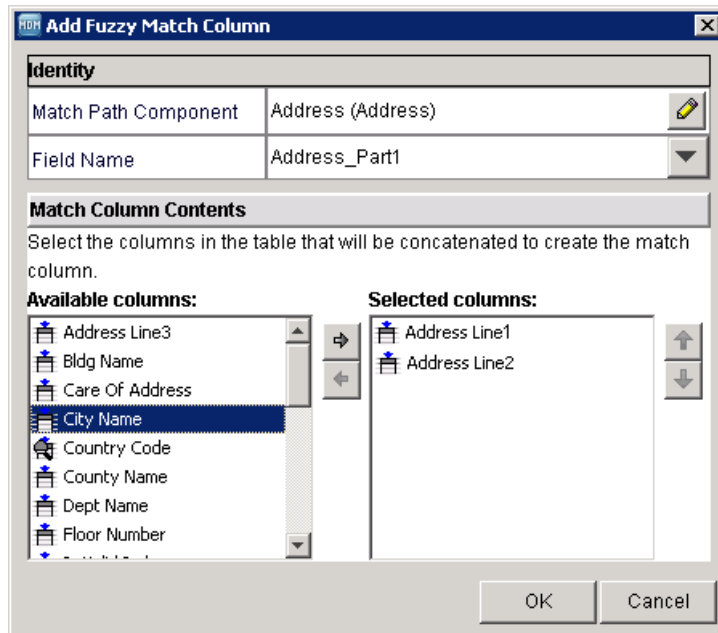 MDM Add Fuzzy Match Column
Identity
Match Path Component Address (Address)
Field Name Address_Part1
Match Column Contents
Select the columns in the table that will be concatenated to create the match
column.
Available columns: Selected columns:
Address Line3 Address Line1
Bldg Name Address Line2
Care Of Address
City Name
Country Code
County Name
Dept Name
Floor Number
OK Cancel